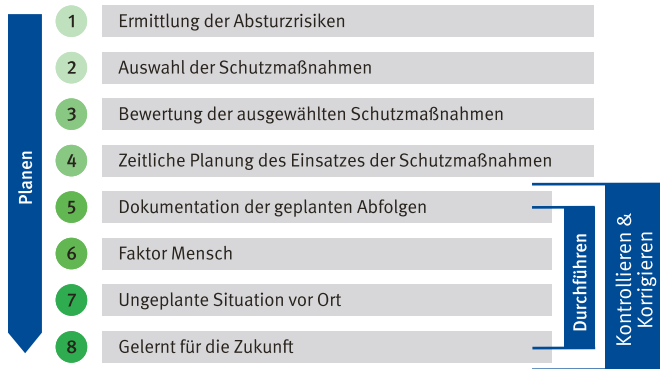 Planen
1 Ermittlung der Absturzrisiken
2 Auswahl der Schutzmaßnahmen
3 Bewertung der ausgewählten Schutzmaßnahmen
4 Zeitliche Planung des Einsatzes der Schutzmaßnahmen
5 Dokumentation der geplanten Abfolgen
6 Faktor Mensch
7 Ungeplante Situation vor Ort
8 Gelernt für die Zukunft
Durchführen
Kontrollieren &
Korrigieren